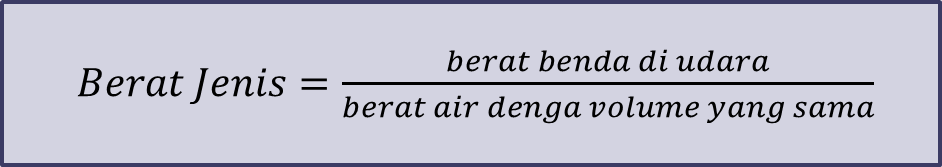 Berat Jenis = berat benda di udara
berat air denga volume yang sama